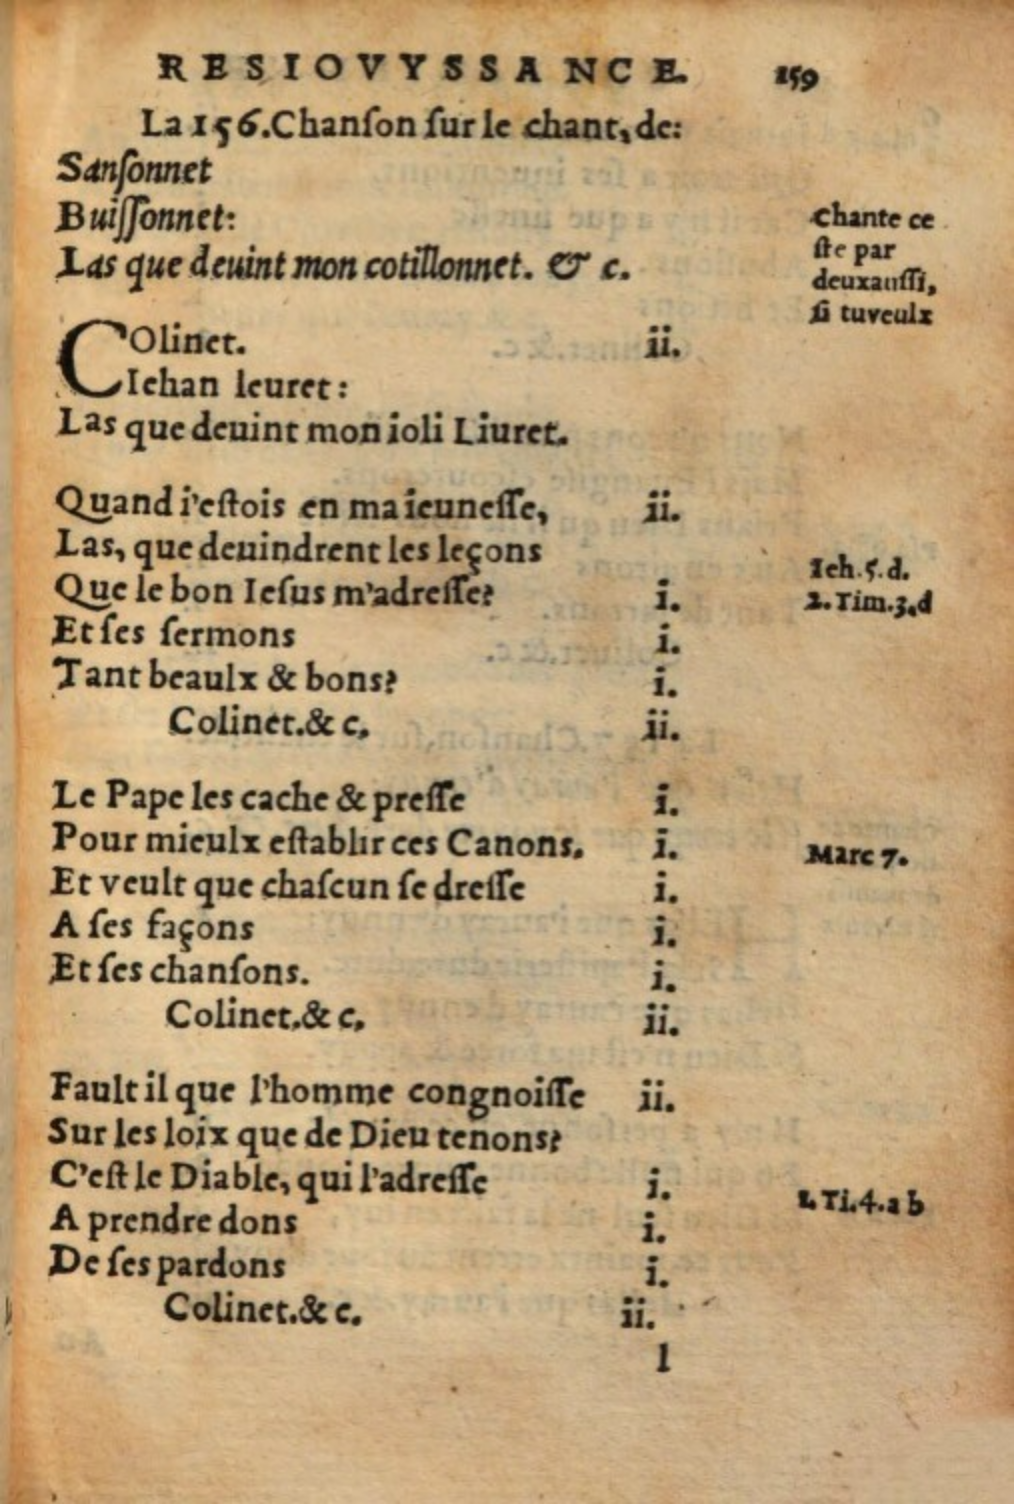 RESIOVYSSANCE. 159
La 156. Chanſon ſur le chant, de:
Sanſonnet
Buiſſonnet:
Las que deuint mon cotillonnet. & c.
Chante ce
ſte par
deuxauſſi,
ſi tuveulx
COlinet. ii.
Iehan leuret:
Las que deuint mon ioli Liuret.
Quand i'eſtois en ma ieuneſſe, ii.
Las, que deuindrent les leçons
Que le bon Ieſus m'adreſſe? i.
Et ſes ſermons i.
Tant beaulx & bons? i.
Colinet.& c, ii.
Ieh.5.d.
2.Tim.3.d
Le Pape les cache & preſſe i.
Pour mieulx eſtablir ces Canons. i.
Et veult que chaſcun ſe dreſſe i.
A ſes façons i.
Et ſes chanſons. i.
Colinet.& c, ii.
Marc 7.
Fault il que l'homme congnoiſſe ii.
Sur les loix que de Dieu tenons?
C'eſt le Diable, qui l'adreſſe i.
A prendre dons i.
De ſes pardons i.
Colinet.& c. ii.
1.Ti.4.a b
l